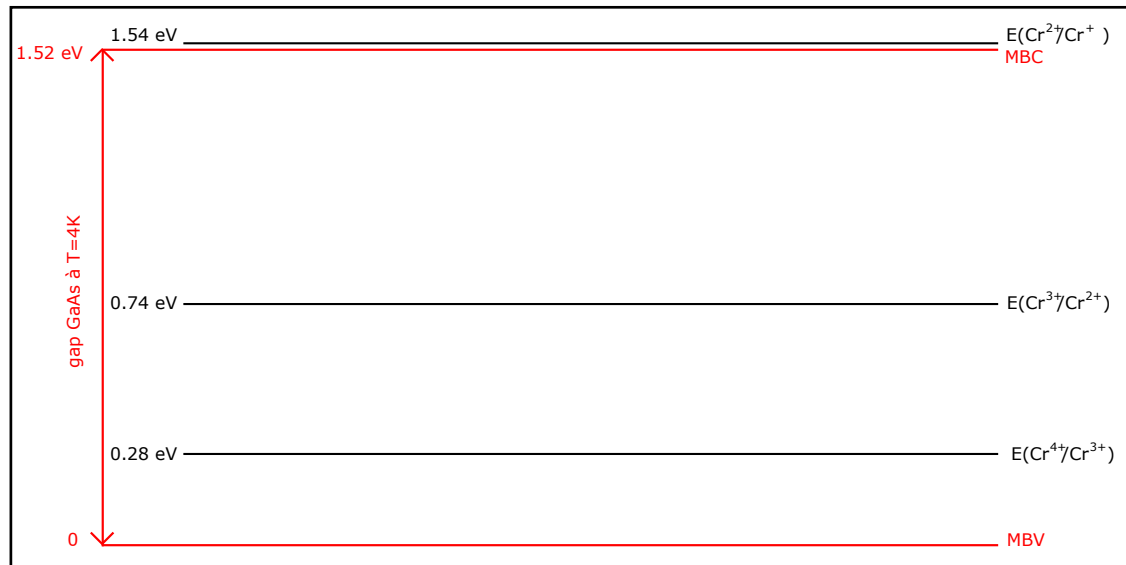 1.54 eV
E(Cr²⁺/Cr⁺ )
1.52 eV
MBC
gap GaAs à T=4K
0.74 eV
E(Cr³⁺/Cr²⁺)
0.28 eV
E(Cr⁴⁺/Cr³⁺)
0
MBV